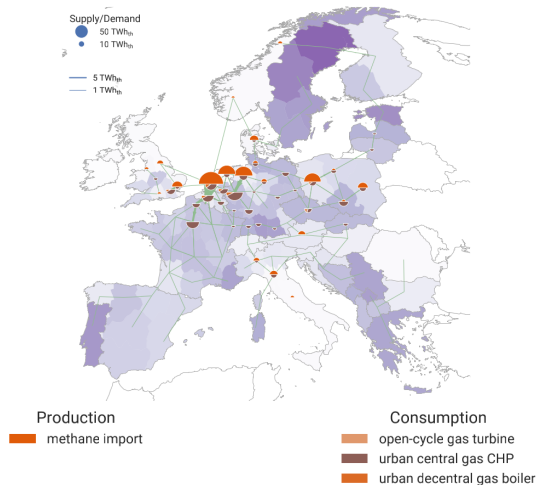 Supply/Demand
50 TWhth
10 TWhth
5 TWhth
1 TWhth
Production
methane import
Consumption
open-cycle gas turbine
urban central gas CHP
urban decentral gas boiler